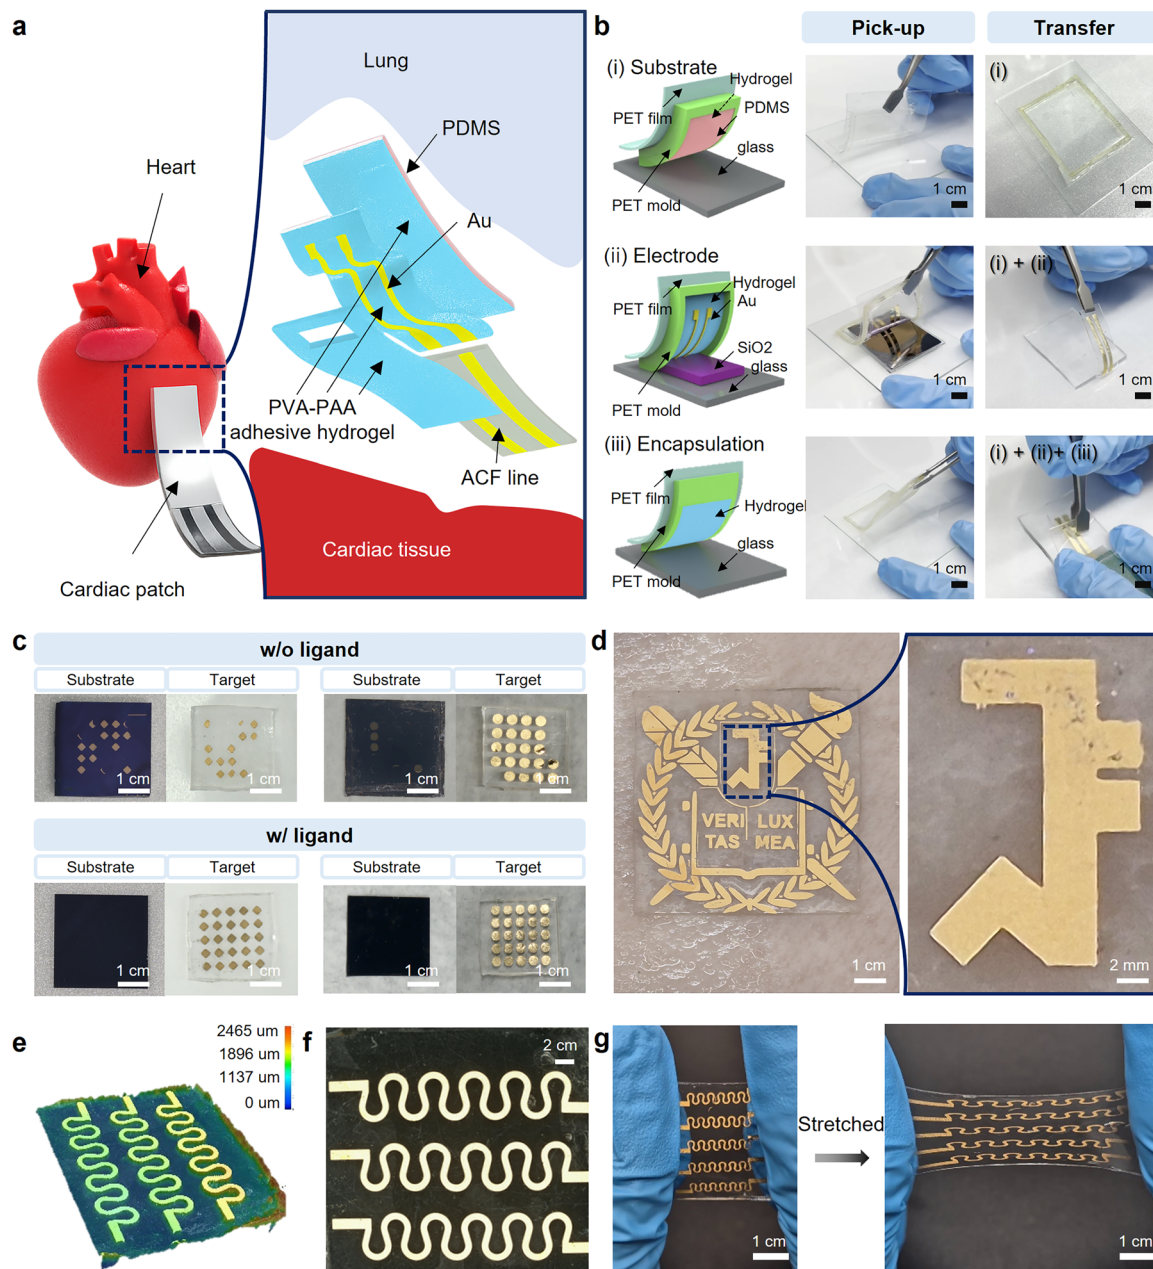 a
Lung
PDMS
Heart
Au
PVA-PAA
adhesive hydrogel
ACF line
Cardiac tissue
Cardiac patch
b
Pick-up
Transfer
(i) Substrate
Hydrogel
PET film
PDMS
glass
PET mold
1 cm
(i)
1 cm
(ii) Electrode
Hydrogel
PET film
Au
SiO2
glass
PET mold
1 cm
(i) + (ii)
1 cm
(iii) Encapsulation
PET film
Hydrogel
glass
PET mold
1 cm
(i) + (ii)+ (iii)
1 cm
c
w/o ligand
Substrate
Target
Substrate
Target
1 cm
1 cm
1 cm
1 cm
w/ ligand
Substrate
Target
Substrate
Target
1 cm
1 cm
1 cm
1 cm
d
VERI LUX
TAS MEA
1 cm
2 mm
e
2465 um
1896 um
1137 um
0 um
f
2 cm
g
Stretched
1 cm
1 cm